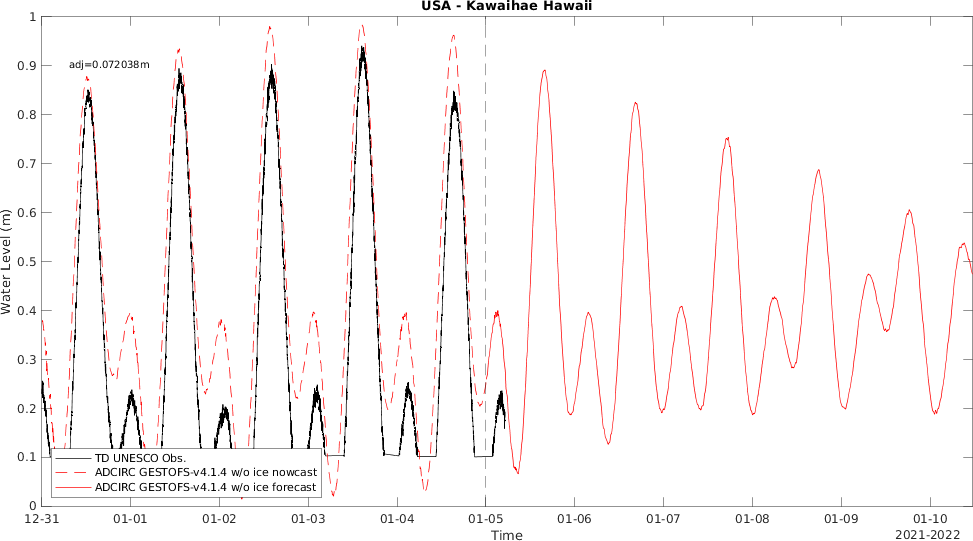 USA - Kawaihae Hawaii
adj=0.072038m
Water Level (m)
1
0.9
0.8
0.7
0.6
0.5
0.4
0.3
0.2
0.1
0
TD UNESCO Obs.
ADCIRC GESTOFS-v4.1.4 w/o ice nowcast
ADCIRC GESTOFS-v4.1.4 w/o ice forecast
12-31 01-01 01-02 01-03 01-04 01-05 01-06 01-07 01-08 01-09 01-10
Time
2021-2022